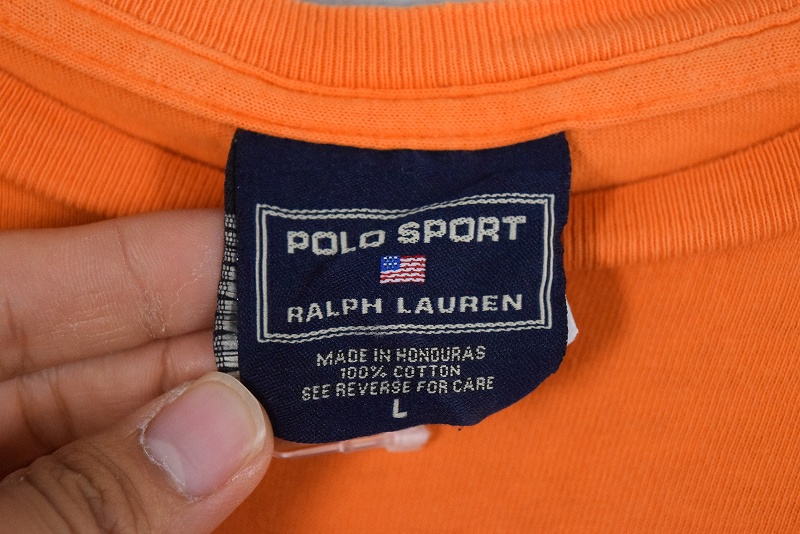 POLO SPORT
RALPH LAUREN
MADE IN HONDURAS
100% COTTON
SEE REVERSE FOR CARE
L